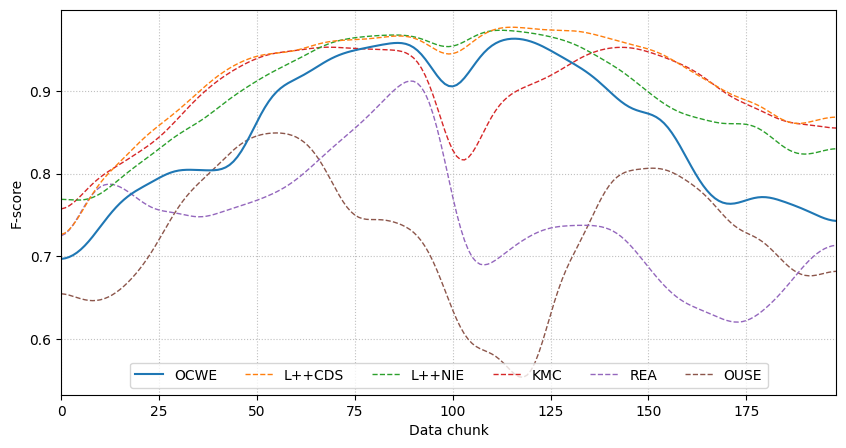 F-score
0.9
0.8
0.7
0.6
OCWE L++CDS L++NIE KMC REA OUSE
0 25 50 75 100 125 150 175
Data chunk